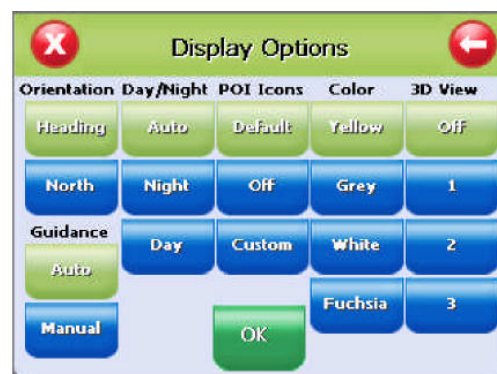 X
Display Options
Orientation Day/Night POI Icons Color 3D View
Heading Auto Default Yellow Off
North Night Off Grey 1
Guidance
Day Custom White 2
Auto
Fuchsia 3
Manual
OK